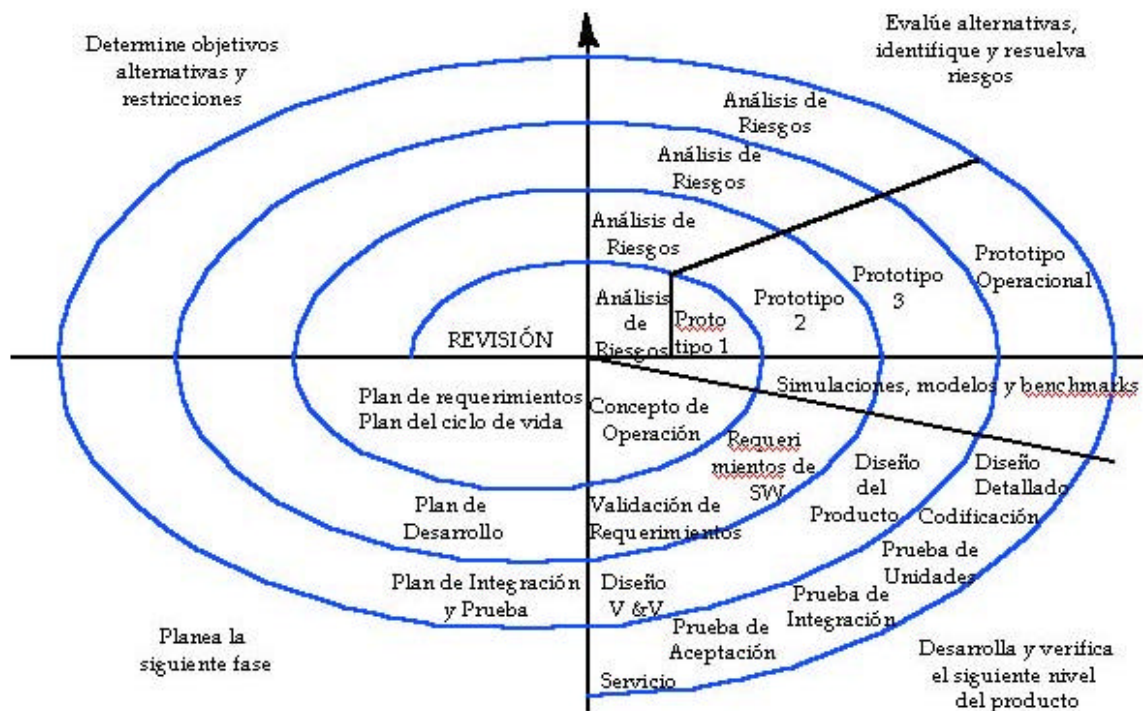 Determine objetivos
alternativas y
restricciones
Evalúe alternativas,
identifique y resuelva
riesgos
Análisis de
Riesgos
Análisis de
Riesgos
Análisis de
Riesgos
Análisis
de
Riesgos
Proto
tipo 1
Prototipo
2
Prototipo
3
Prototipo
Operacional
REVISIÓN
Simulaciones, modelos y benchmarks
Plan de requerimientos
Plan del ciclo de vida
Concepto de
Operación
Requeri
mientos de
SW
Diseño
del
Producto
Diseño
Detallado
Codificación
Plan de
Desarrollo
Validación de
Requerimientos
Prueba de
Unidades
Plan de Integración
y Prueba
Diseño
V &V
Prueba de
Integración
Prueba de
Aceptación
Servicio
Planea la
siguiente fase
Desarrolla y verifica
el siguiente nivel
del producto